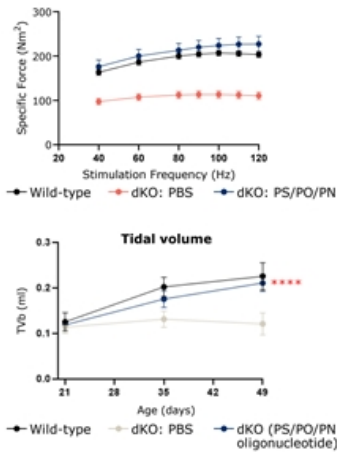 300
200
100
0
Specific Force (Nm²)
20 40 60 80 100 120
Stimulation Frequency (Hz)
Wild-type dKO: PBS dKO: PS/PO/PN
Tidal volume
0.3
0.2
0.1
0.0
TVb (ml)
****
21 28 35 42 49
Age (days)
Wild-type dKO: PBS dKO (PS/PO/PN
oligonucleotide)